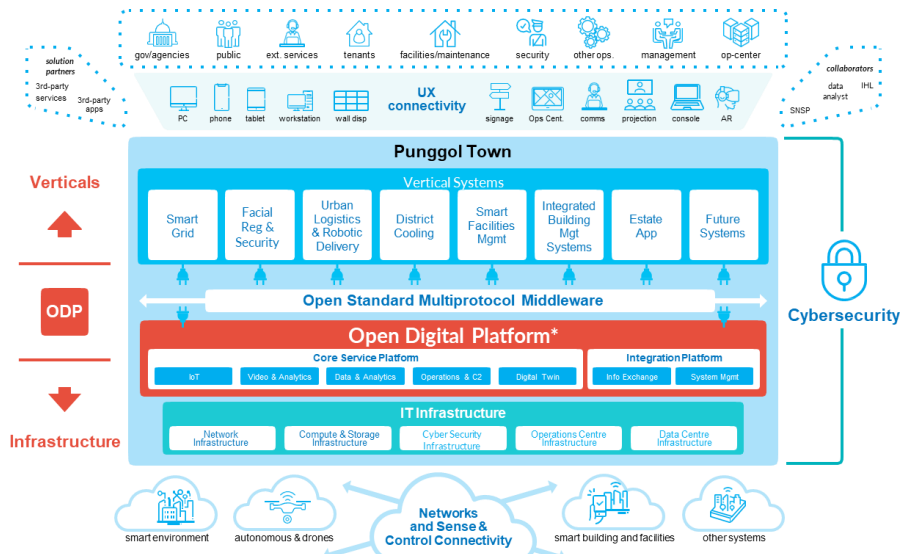 gov/agencies
public
ext. services
tenants
facilities/maintenance
security
other ops.
management
op-center
solution
partners
3rd-party
services
3rd-party
apps
collaborators
data
analyst
IHL
SNSP
UX
connectivity
PC
phone
tablet
workstation
wall disp
signage
Ops Cent.
comms
projection
console
AR
Punggol Town
Verticals
Vertical Systems
Smart
Grid
Facial
Reg &
Security
Urban
Logistics
& Robotic
Delivery
District
Cooling
Smart
Facilities
Mgmt
Integrated
Building
Mgt
Systems
Estate
App
Future
Systems
Open Standard Multiprotocol Middleware
ODP
Cybersecurity
Open Digital Platform*
Core Service Platform
Integration Platform
IoT
Video & Analytics
Data & Analytics
Operations & C2
Digital Twin
Info Exchange
System Mgmt
Infrastructure
IT Infrastructure
Network
Infrastructure
Compute & Storage
Infrastructure
Cyber Security
Infrastructure
Operations Centre
Infrastructure
Data Centre
Infrastructure
Networks
and Sense &
Control Connectivity
smart environment
autonomous & drones
smart building and facilities
other systems